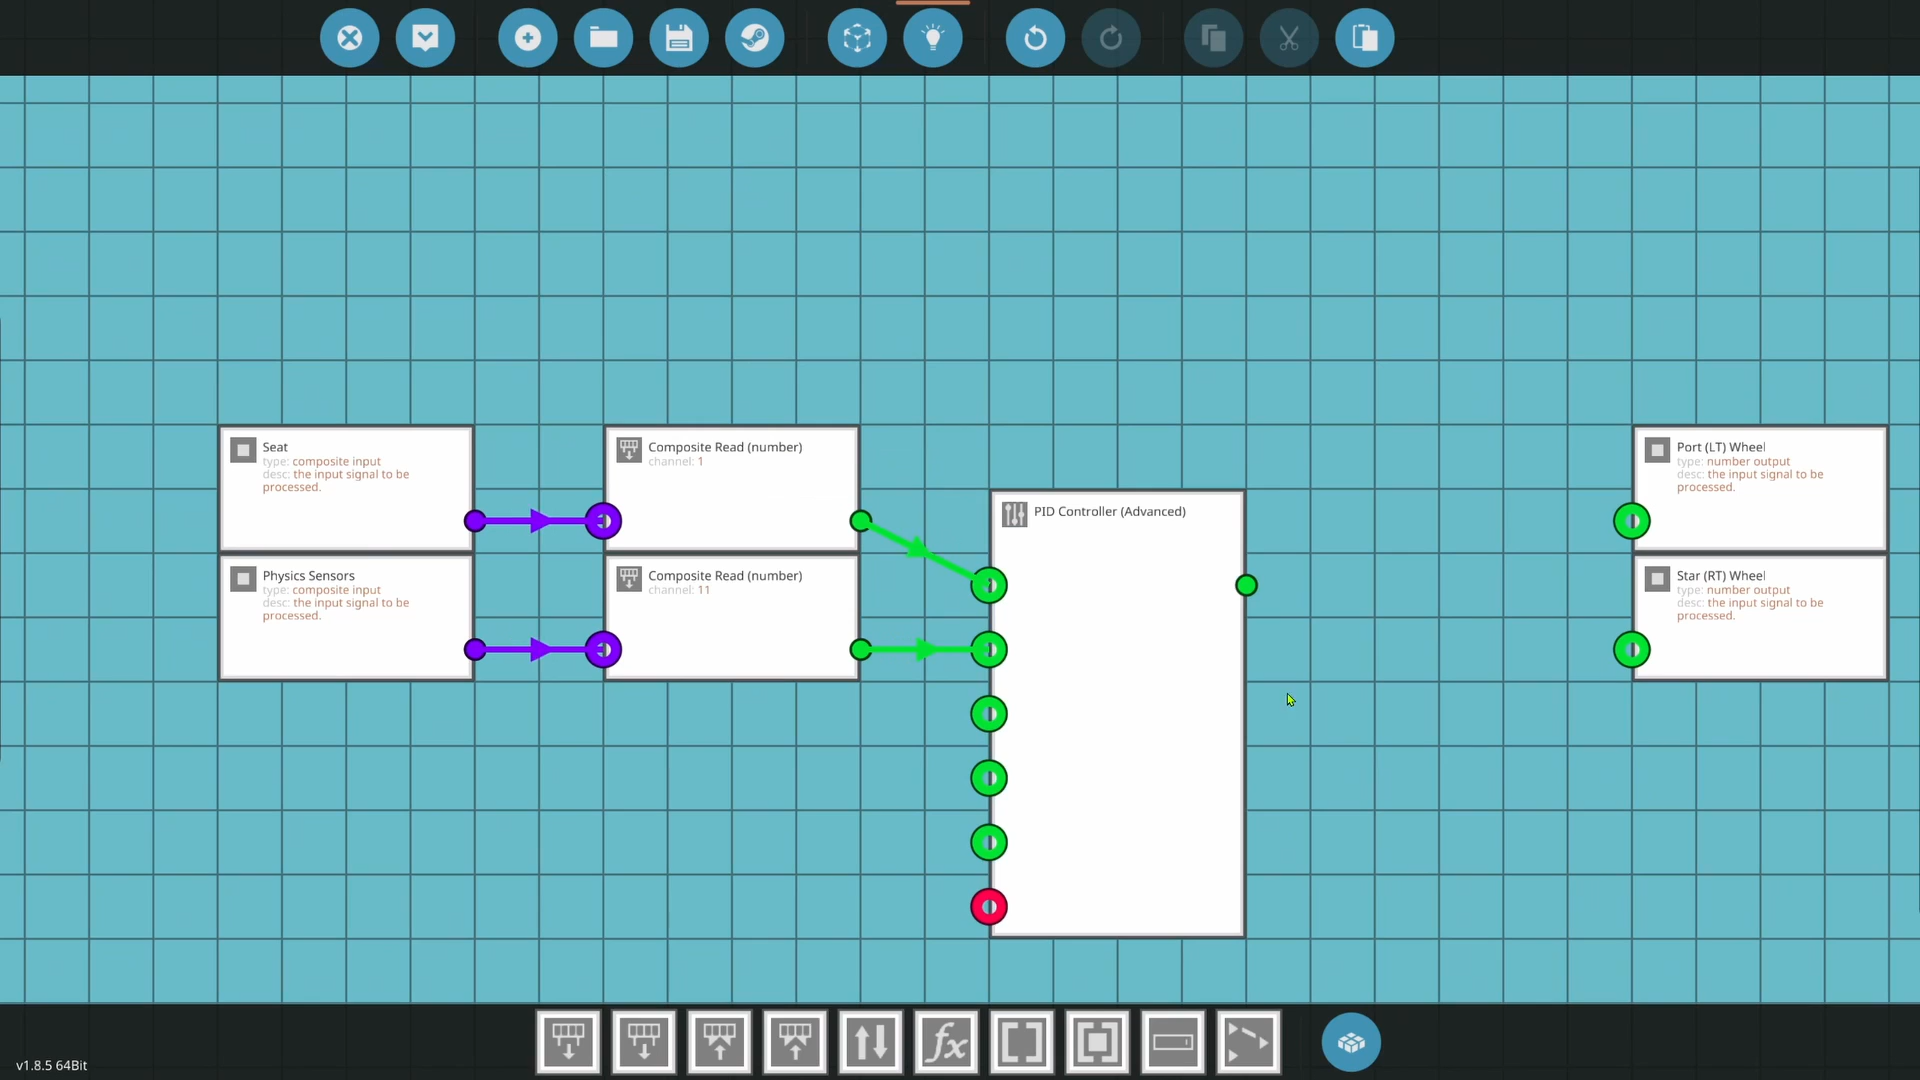 Seat
type: composite input
desc: the input signal to be
processed.
Physics Sensors
type: composite input
desc: the input signal to be
processed.
Composite Read (number)
channel: 1
Composite Read (number)
channel: 11
PID Controller (Advanced)
Port (LT) Wheel
type: number output
desc: the input signal to be
processed.
Star (RT) Wheel
type: number output
desc: the input signal to be
processed.
fx
v1.8.5 64Bit